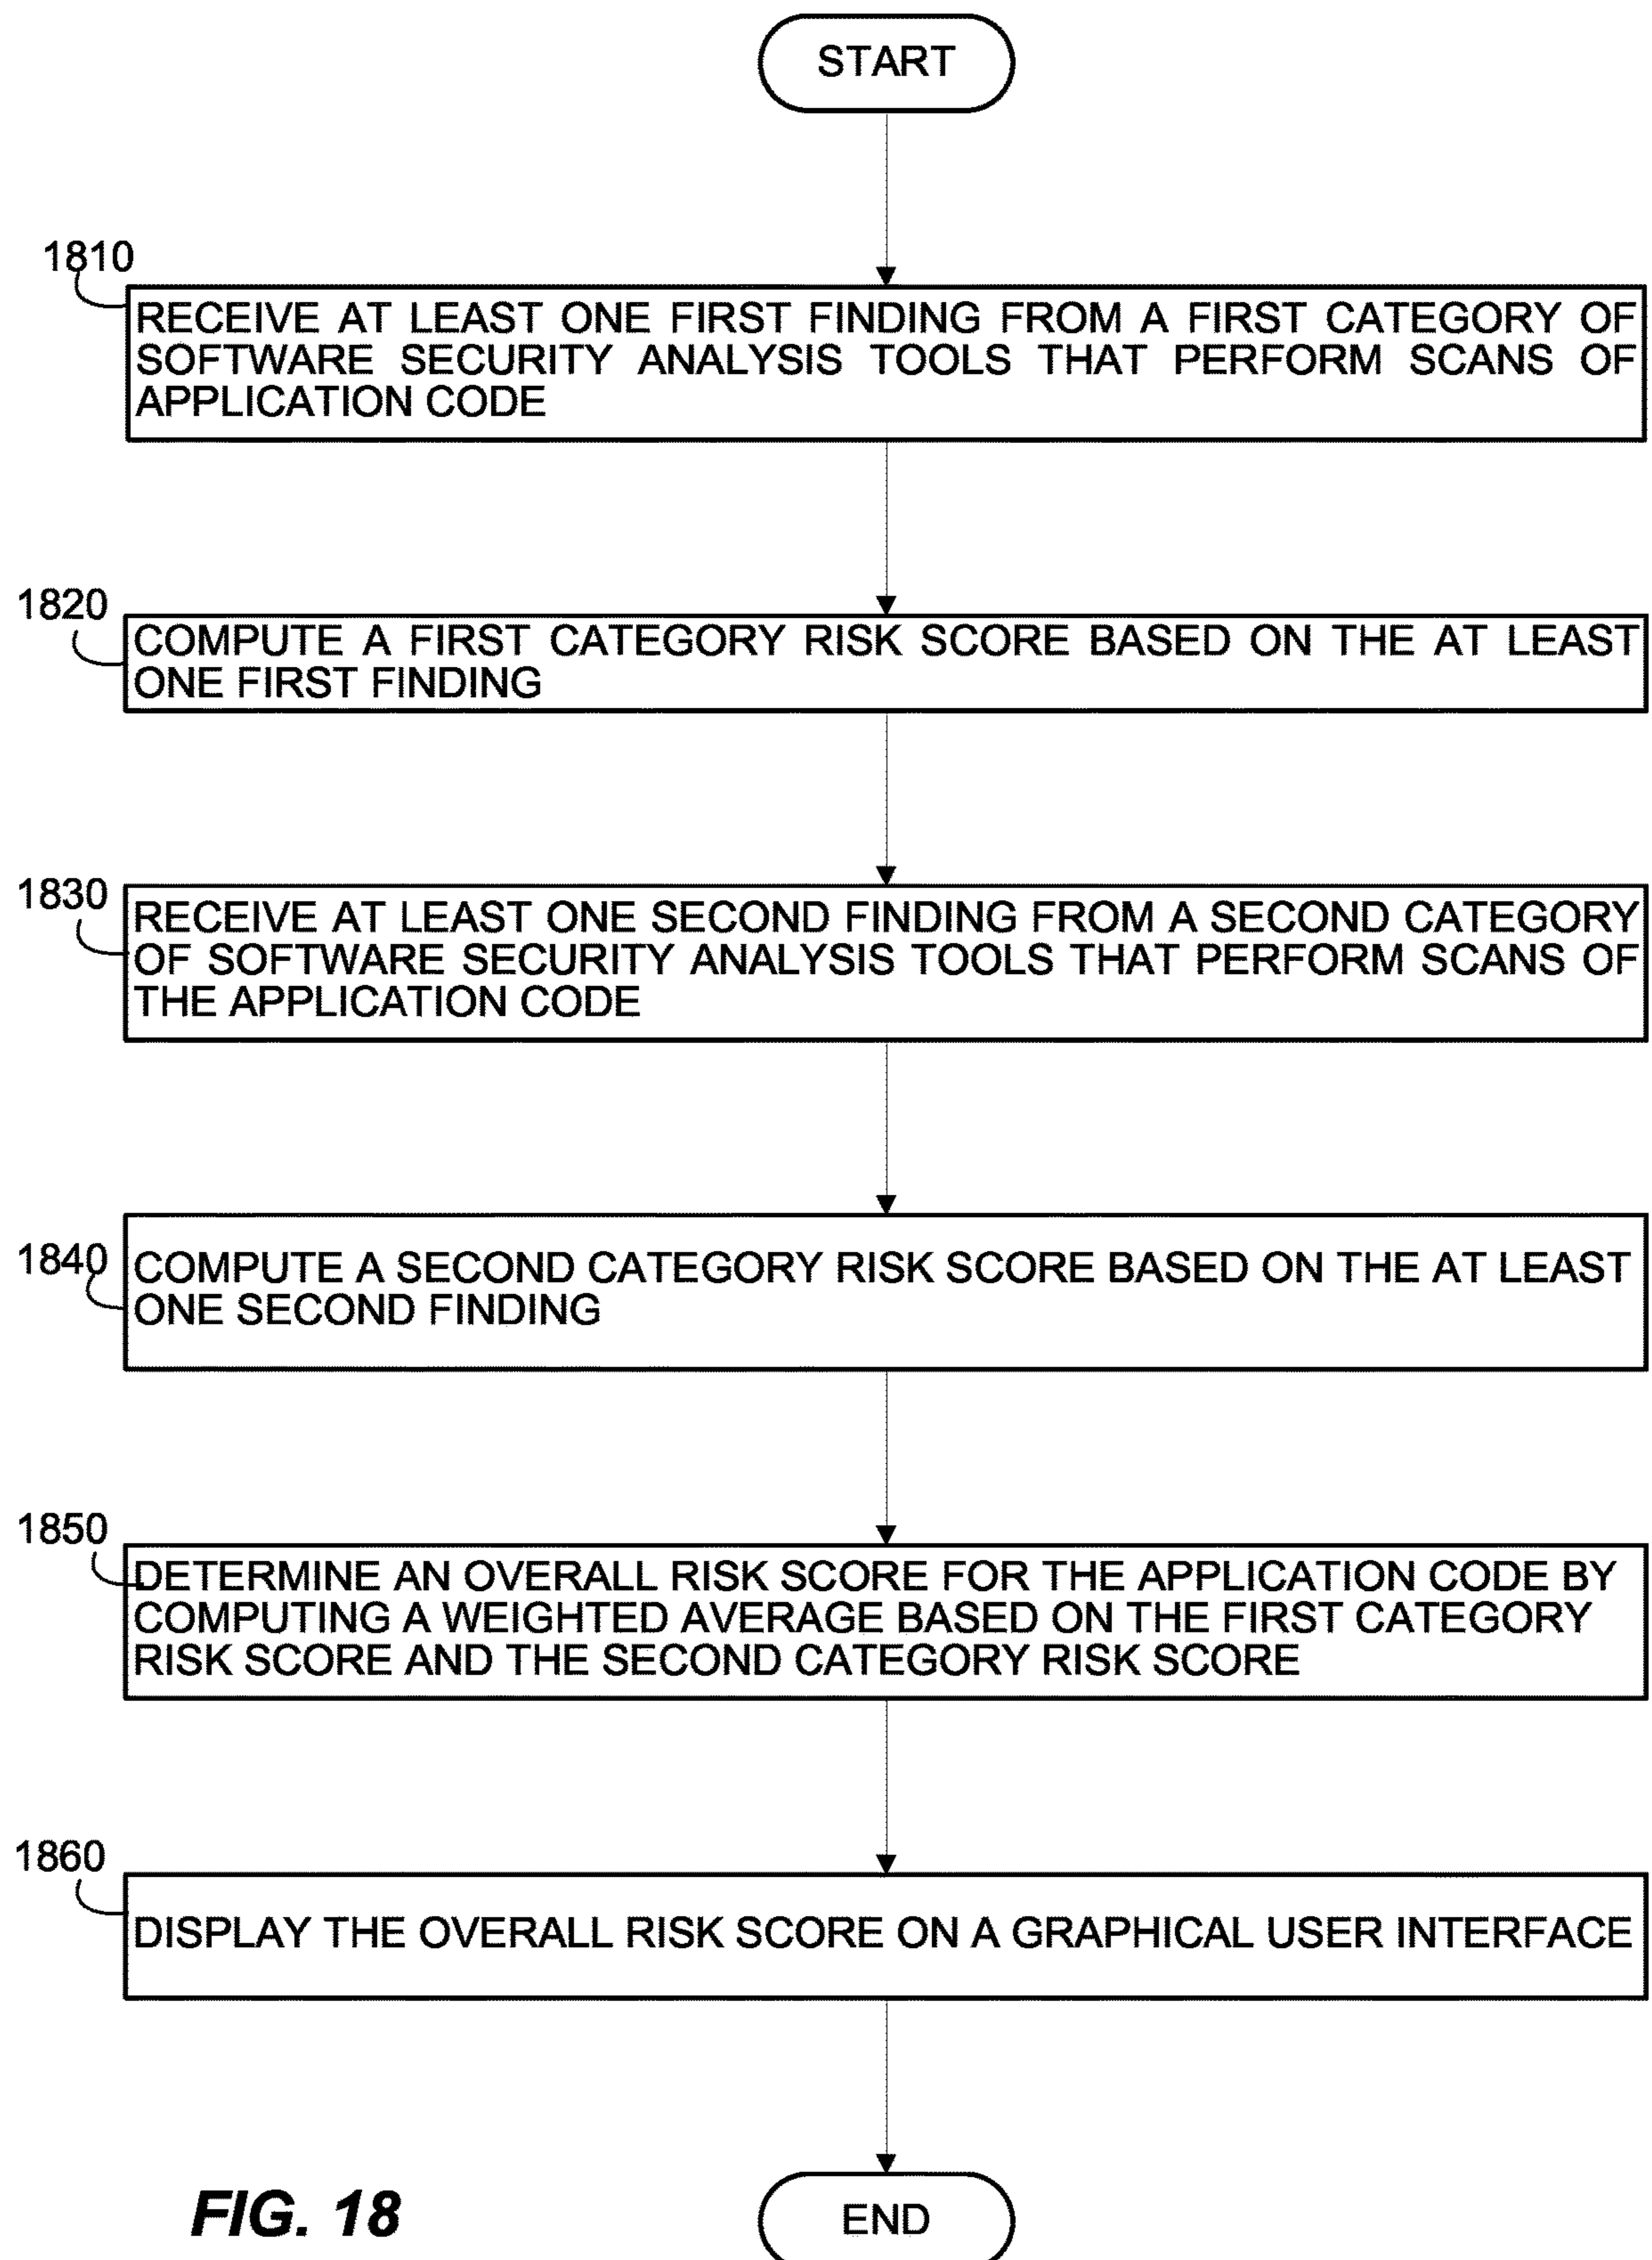 START
1810
RECEIVE AT LEAST ONE FIRST FINDING FROM A FIRST CATEGORY OF
SOFTWARE SECURITY ANALYSIS TOOLS THAT PERFORM SCANS OF
APPLICATION CODE
1820
COMPUTE A FIRST CATEGORY RISK SCORE BASED ON THE AT LEAST
ONE FIRST FINDING
1830
RECEIVE AT LEAST ONE SECOND FINDING FROM A SECOND CATEGORY
OF SOFTWARE SECURITY ANALYSIS TOOLS THAT PERFORM SCANS OF
THE APPLICATION CODE
1840
COMPUTE A SECOND CATEGORY RISK SCORE BASED ON THE AT LEAST
ONE SECOND FINDING
1850
DETERMINE AN OVERALL RISK SCORE FOR THE APPLICATION CODE BY
COMPUTING A WEIGHTED AVERAGE BASED ON THE FIRST CATEGORY
RISK SCORE AND THE SECOND CATEGORY RISK SCORE
1860
DISPLAY THE OVERALL RISK SCORE ON A GRAPHICAL USER INTERFACE
FIG. 18
END